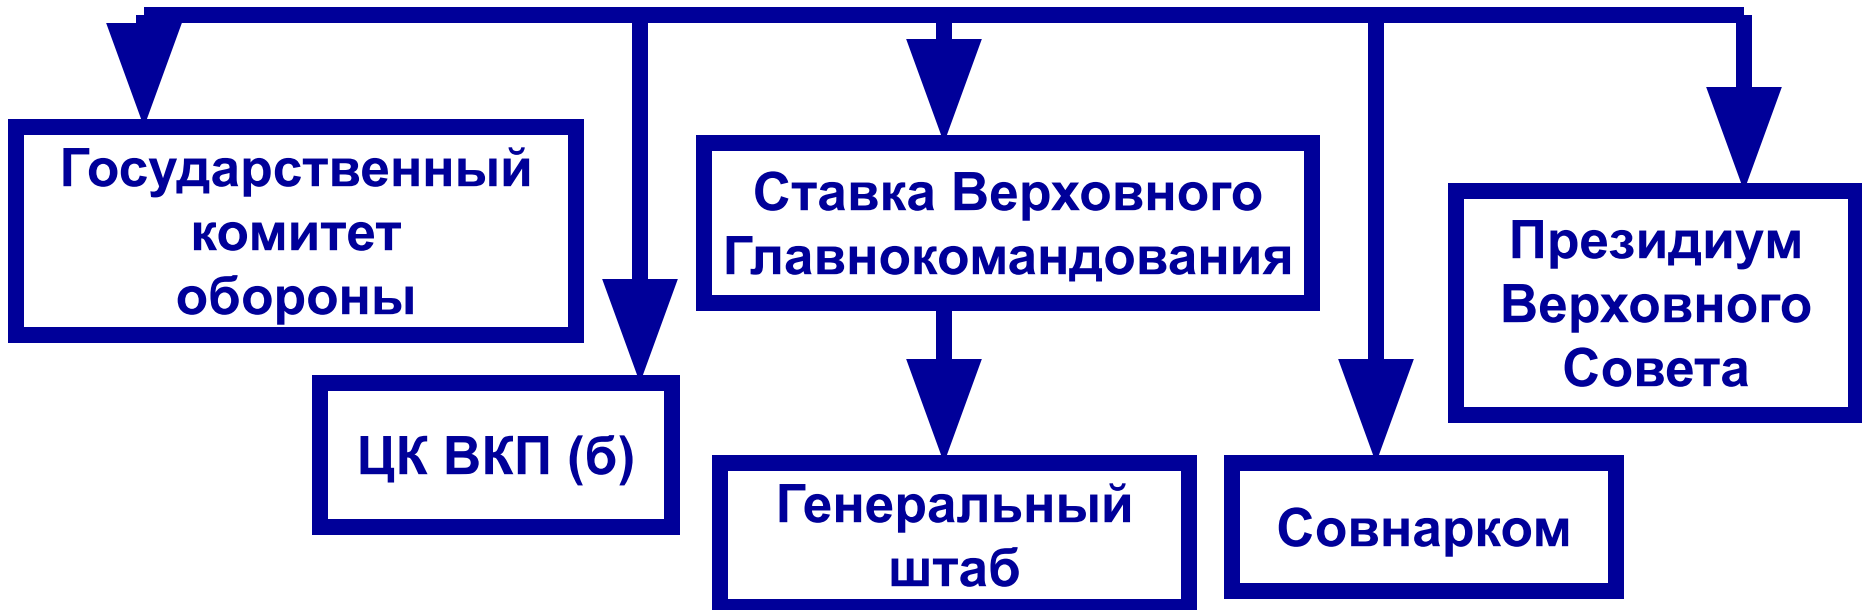 Государственный
комитет
обороны
ЦК ВКП (б)
Ставка Верховного
Главнокомандования
Генеральный
штаб
Совнарком
Президиум
Верховного
Совета